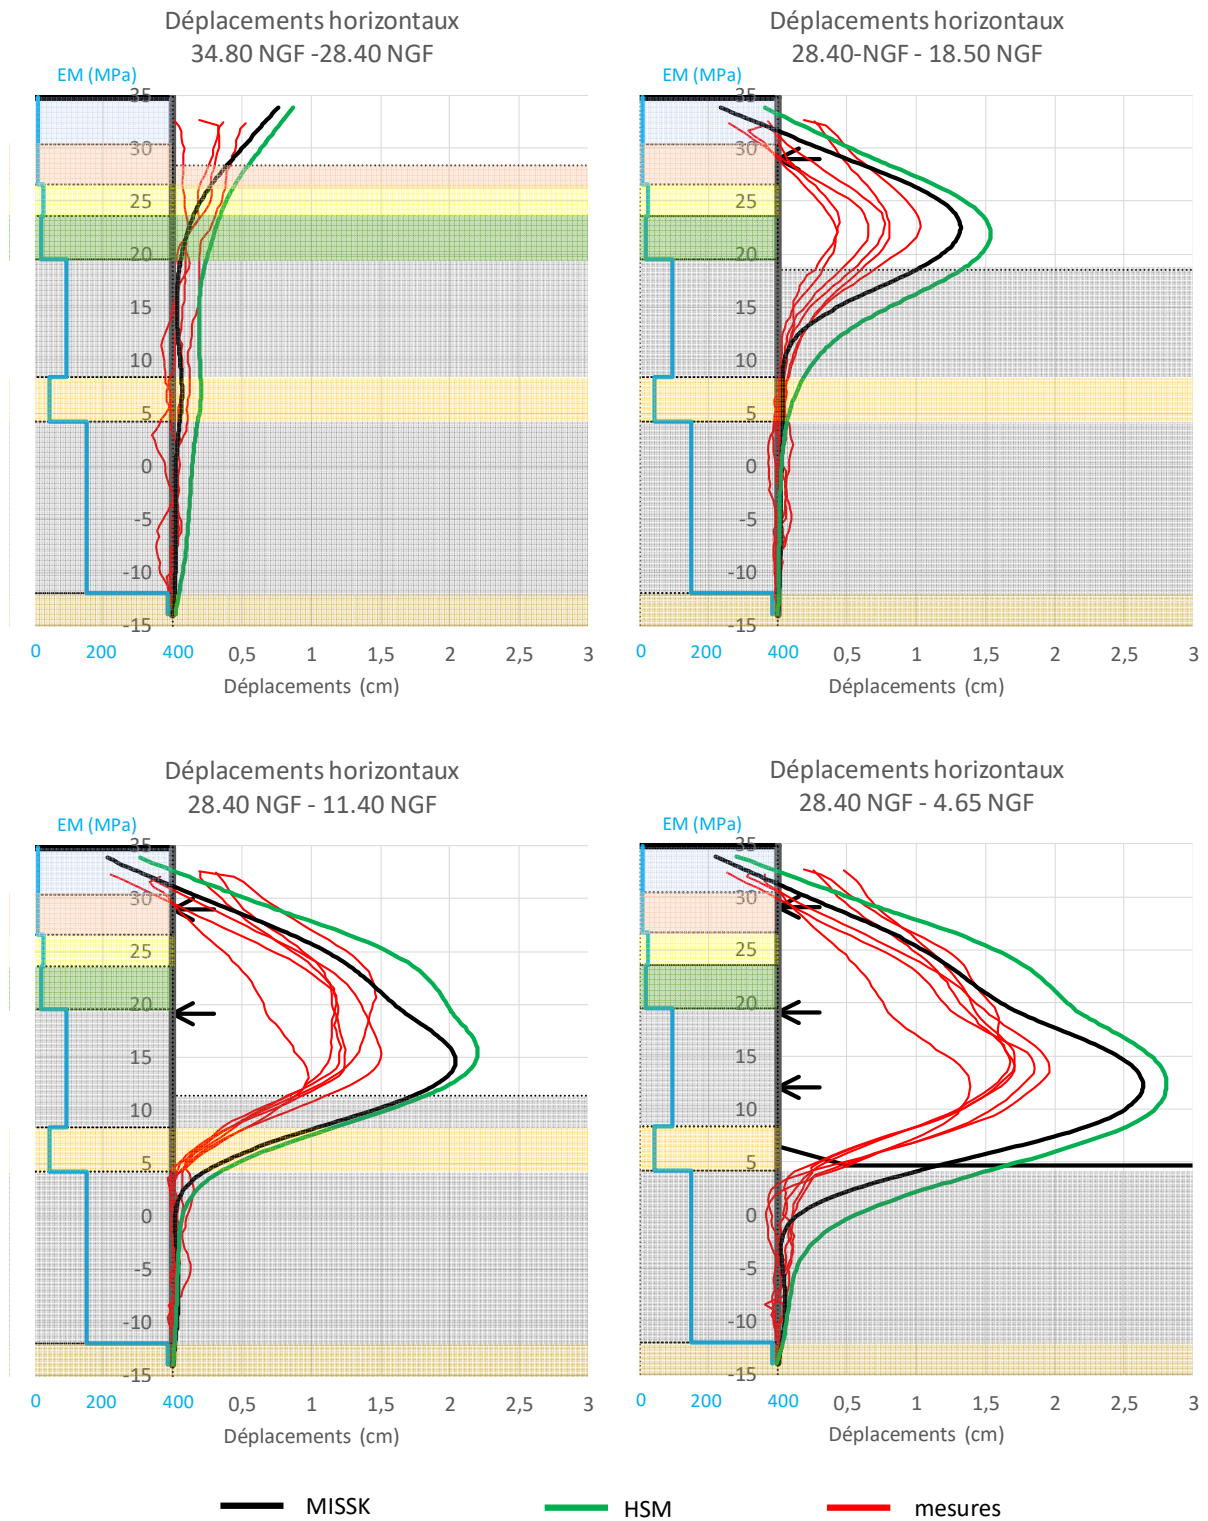 Déplacements horizontaux
34.80 NGF -28.40 NGF
EM (MPa)
35
30
25
20
15
10
5
0
-5
-10
-15
0 200 400 0,5 1 1,5 2 2,5 3
Déplacements (cm)
Déplacements horizontaux
28.40-NGF - 18.50 NGF
EM (MPa)
35
30
25
20
15
10
5
0
-5
-10
-15
0 200 400 0,5 1 1,5 2 2,5 3
Déplacements (cm)
Déplacements horizontaux
28.40 NGF - 11.40 NGF
EM (MPa)
35
30
25
20
15
10
5
0
-5
-10
-15
0 200 400 0,5 1 1,5 2 2,5 3
Déplacements (cm)
Déplacements horizontaux
28.40 NGF - 4.65 NGF
EM (MPa)
35
30
25
20
15
10
5
0
-5
-10
-15
0 200 400 0,5 1 1,5 2 2,5 3
Déplacements (cm)
MISSK HSM mesures